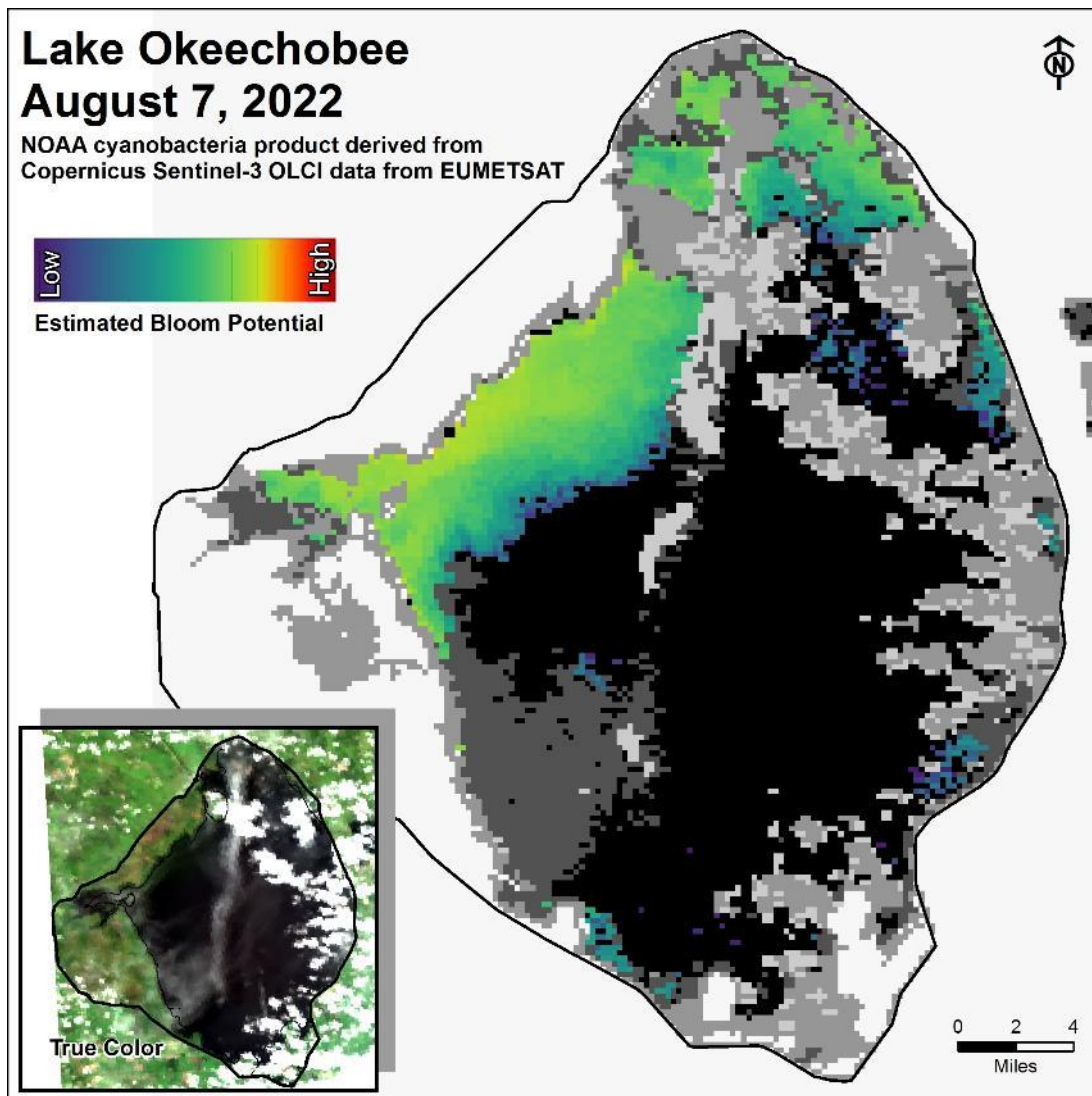 Lake Okeechobee
August 7, 2022
NOAA cyanobacteria product derived from
Copernicus Sentinel-3 OLCI data from EUMETSAT
N
Low
High
Estimated Bloom Potential
True Color
0 2 4
Miles